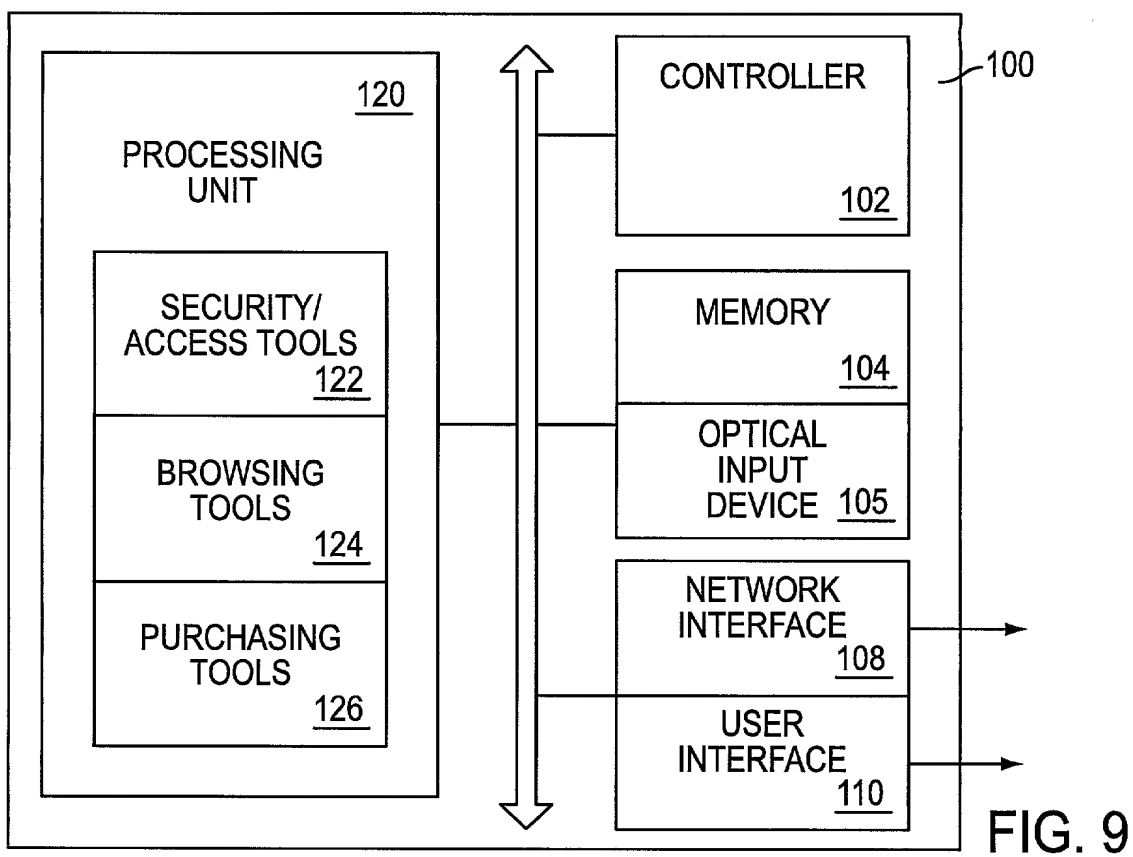 120
PROCESSING
UNIT
SECURITY/
ACCESS TOOLS
122
BROWSING
TOOLS
124
PURCHASING
TOOLS
126
CONTROLLER
102
100
MEMORY
104
OPTICAL
INPUT
DEVICE
105
NETWORK
INTERFACE
108
USER
INTERFACE
110
FIG. 9